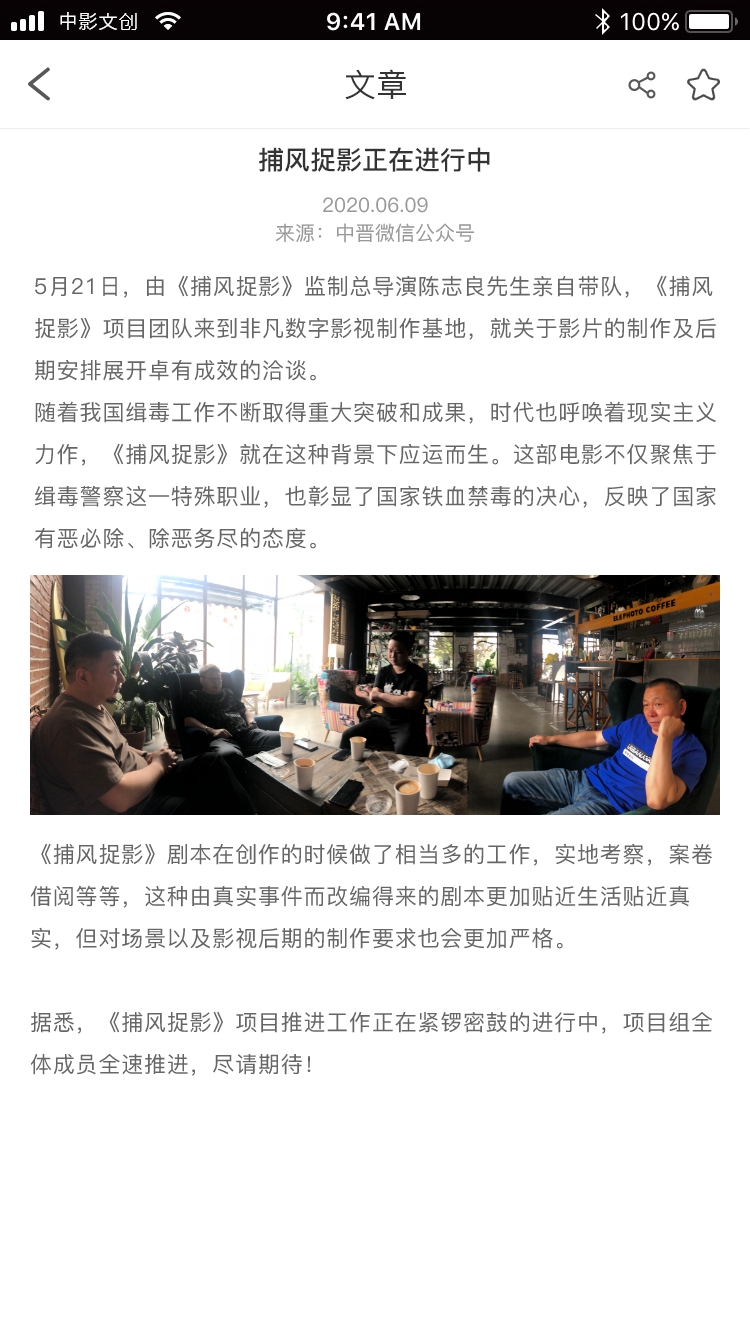 中影文创
9:41 AM
100%
文章
捕风捉影正在进行中
2020.06.09
来源：中晋微信公众号
5月21日，由《捕风捉影》监制总导演陈志良先生亲自带队，《捕风
捉影》项目团队来到非凡数字影视制作基地，就关于影片的制作及后
期安排展开卓有成效的洽谈。
随着我国缉毒工作不断取得重大突破和成果，时代也呼唤着现实主义
力作，《捕风捉影》就在这种背景下应运而生。这部电影不仅聚焦于
缉毒警察这一特殊职业，也彰显了国家铁血禁毒的决心，反映了国家
有恶必除、除恶务尽的态度。
PHOTO COFFEE
《捕风捉影》剧本在创作的时候做了相当多的工作，实地考察，案卷
借阅等等，这种由真实事件而改编得来的剧本更加贴近生活贴近真
实，但对场景以及影视后期的制作要求也会更加严格。
据悉，《捕风捉影》项目推进工作正在紧锣密鼓的进行中，项目组全
体成员全速推进，尽请期待！